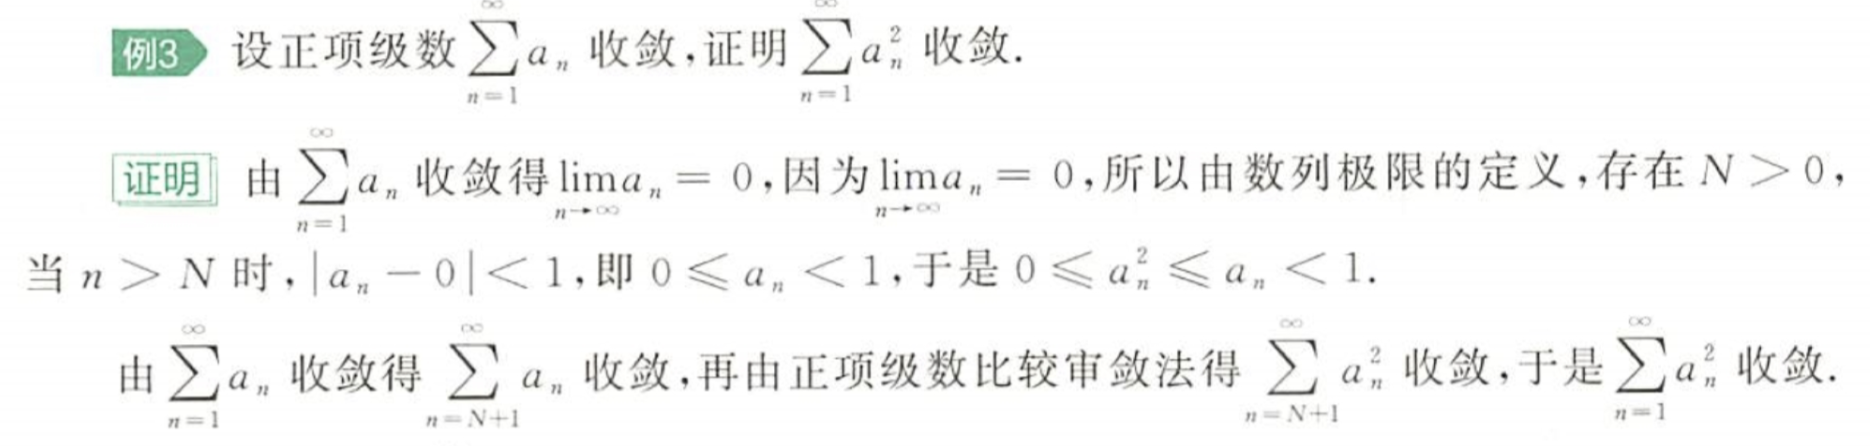 例3 设正项级数 $\sum_{n=1}^{\infty} a_n$ 收敛,证明 $\sum_{n=1}^{\infty} a_n^2$ 收敛.
证明 由 $\sum_{n=1}^{\infty} a_n$ 收敛得 $\lim_{n\to\infty} a_n = 0$,因为 $\lim_{n\to\infty} a_n = 0$,所以由数列极限的定义,存在 $N > 0$,
当 $n > N$ 时,$|a_n - 0| < 1$,即 $0 \leqslant a_n < 1$,于是 $0 \leqslant a_n^2 \leqslant a_n < 1$.
由 $\sum_{n=1}^{\infty} a_n$ 收敛得 $\sum_{n=N+1}^{\infty} a_n$ 收敛,再由正项级数比较审敛法得 $\sum_{n=N+1}^{\infty} a_n^2$ 收敛,于是 $\sum_{n=1}^{\infty} a_n^2$ 收敛.